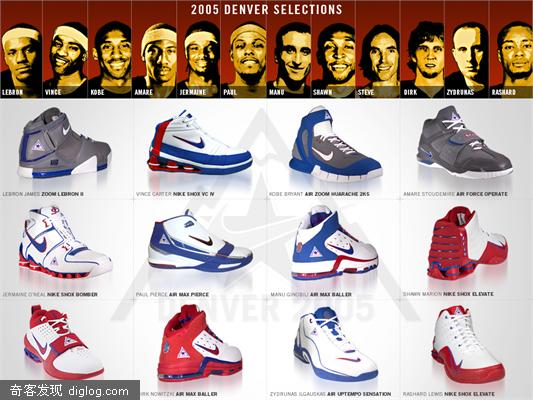 2005 DENVER SELECTIONS
LEBRON VINCE KOBE AMARE JERMAINE PAUL MANU SHAWN STEVE DIRK ZYDRUNAS RASHARD
LEBRON JAMES ZOOM LEBRON II
VINCE CARTER NIKE SHOX VC IV
KOBE BRYANT AIR ZOOM HUARACHE 2K5
AMARE STOUDEMIRE AIR FORCE OPERATE
JERMAINE O'NEAL NIKE SHOX BOMBER
PAUL PIERCE AIR MAX PIERCE
MANU GINOBILI AIR MAX BALLER
SHAWN MARION NIKE SHOX ELEVATE
DENVER 2005
DIRK NOWITZKI AIR MAX BALLER
ZYDRUNAS ILGAUSKAS AIR UPTEMPO SENSATION
RASHARD LEWIS NIKE SHOX ELEVATE
奇客发现 diglog.com